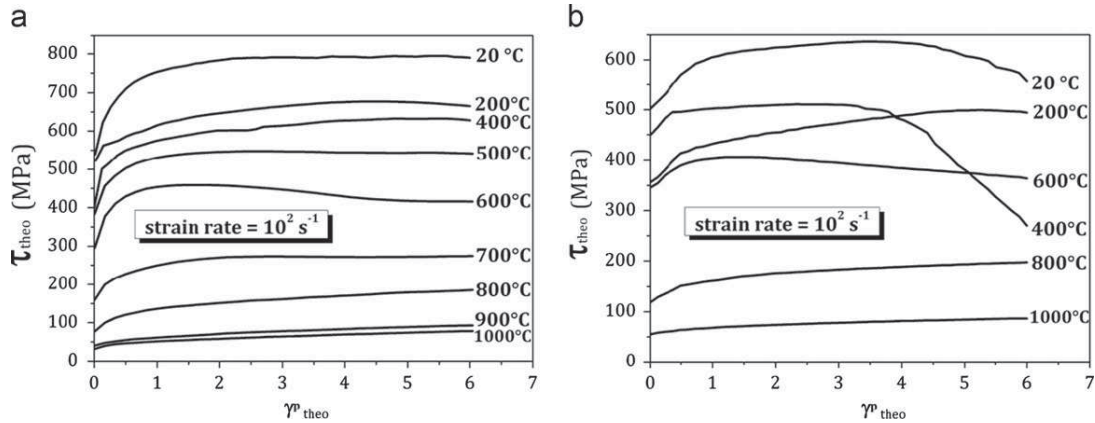 a
τtheo (MPa)
800
700
600
500
400
300
200
100
0
20 °C
200°C
400°C
500°C
600°C
strain rate = 10² s⁻¹
700°C
800°C
900°C
1000°C
0 1 2 3 4 5 6 7
γᵖtheo
b
τtheo (MPa)
600
500
400
300
200
100
0
20 °C
200°C
600°C
strain rate = 10² s⁻¹
400°C
800°C
1000°C
0 1 2 3 4 5 6 7
γᵖtheo